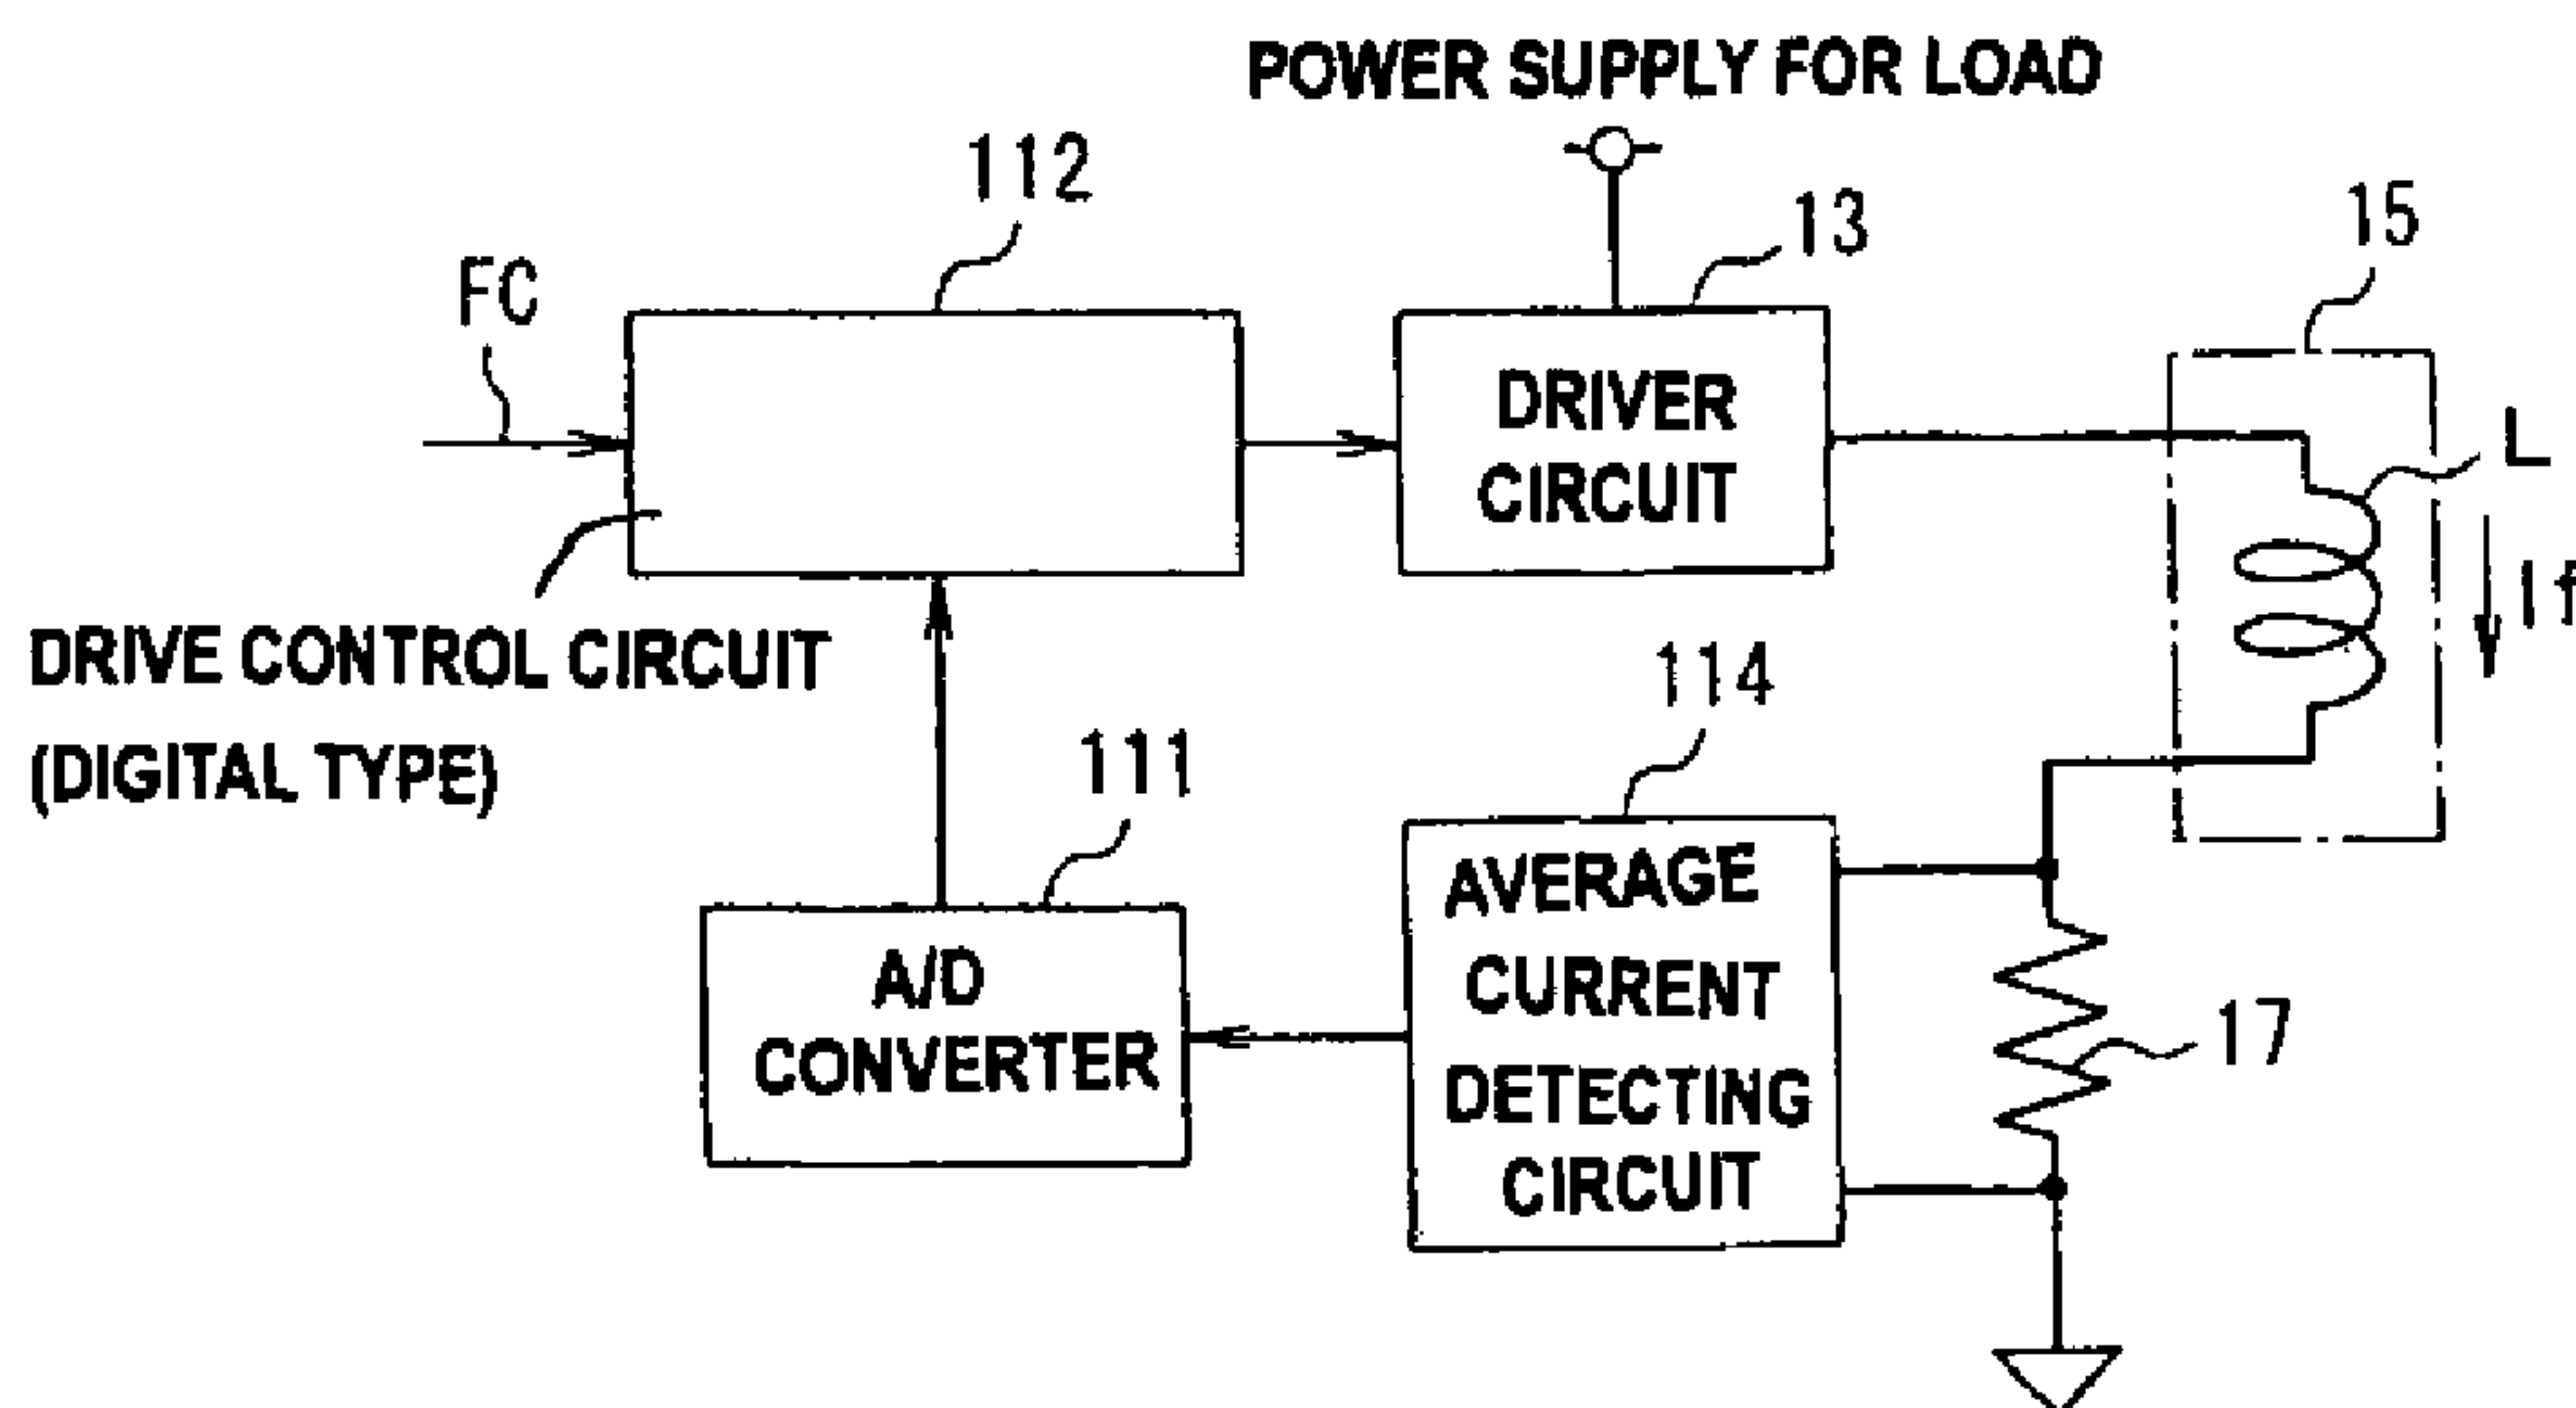 POWER SUPPLY FOR LOAD
112
13
15
FC
DRIVER
CIRCUIT
L
If
DRIVE CONTROL CIRCUIT
(DIGITAL TYPE)
114
111
AVERAGE
CURRENT
DETECTING
CIRCUIT
A/D
CONVERTER
17